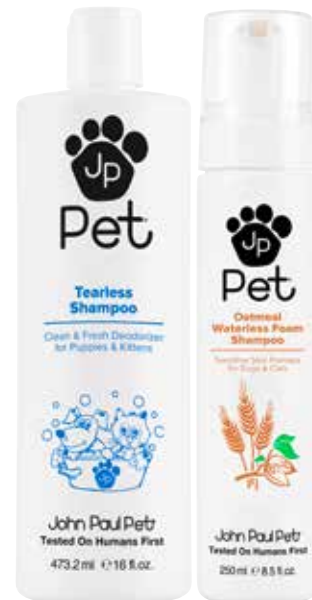 JP
Pet
Tearless
Shampoo
Clean & Fresh Deodorizer
for Puppies & Kittens
John Paul Pet®
Tested On Humans First
473.2 ml ℮ 16 fl. oz.
JP
Pet
Oatmeal
Waterless Foam
Shampoo
Sensitive Skin Formula
for Dogs & Cats
John Paul Pet®
Tested On Humans First
250 ml ℮ 8.5 fl. oz.